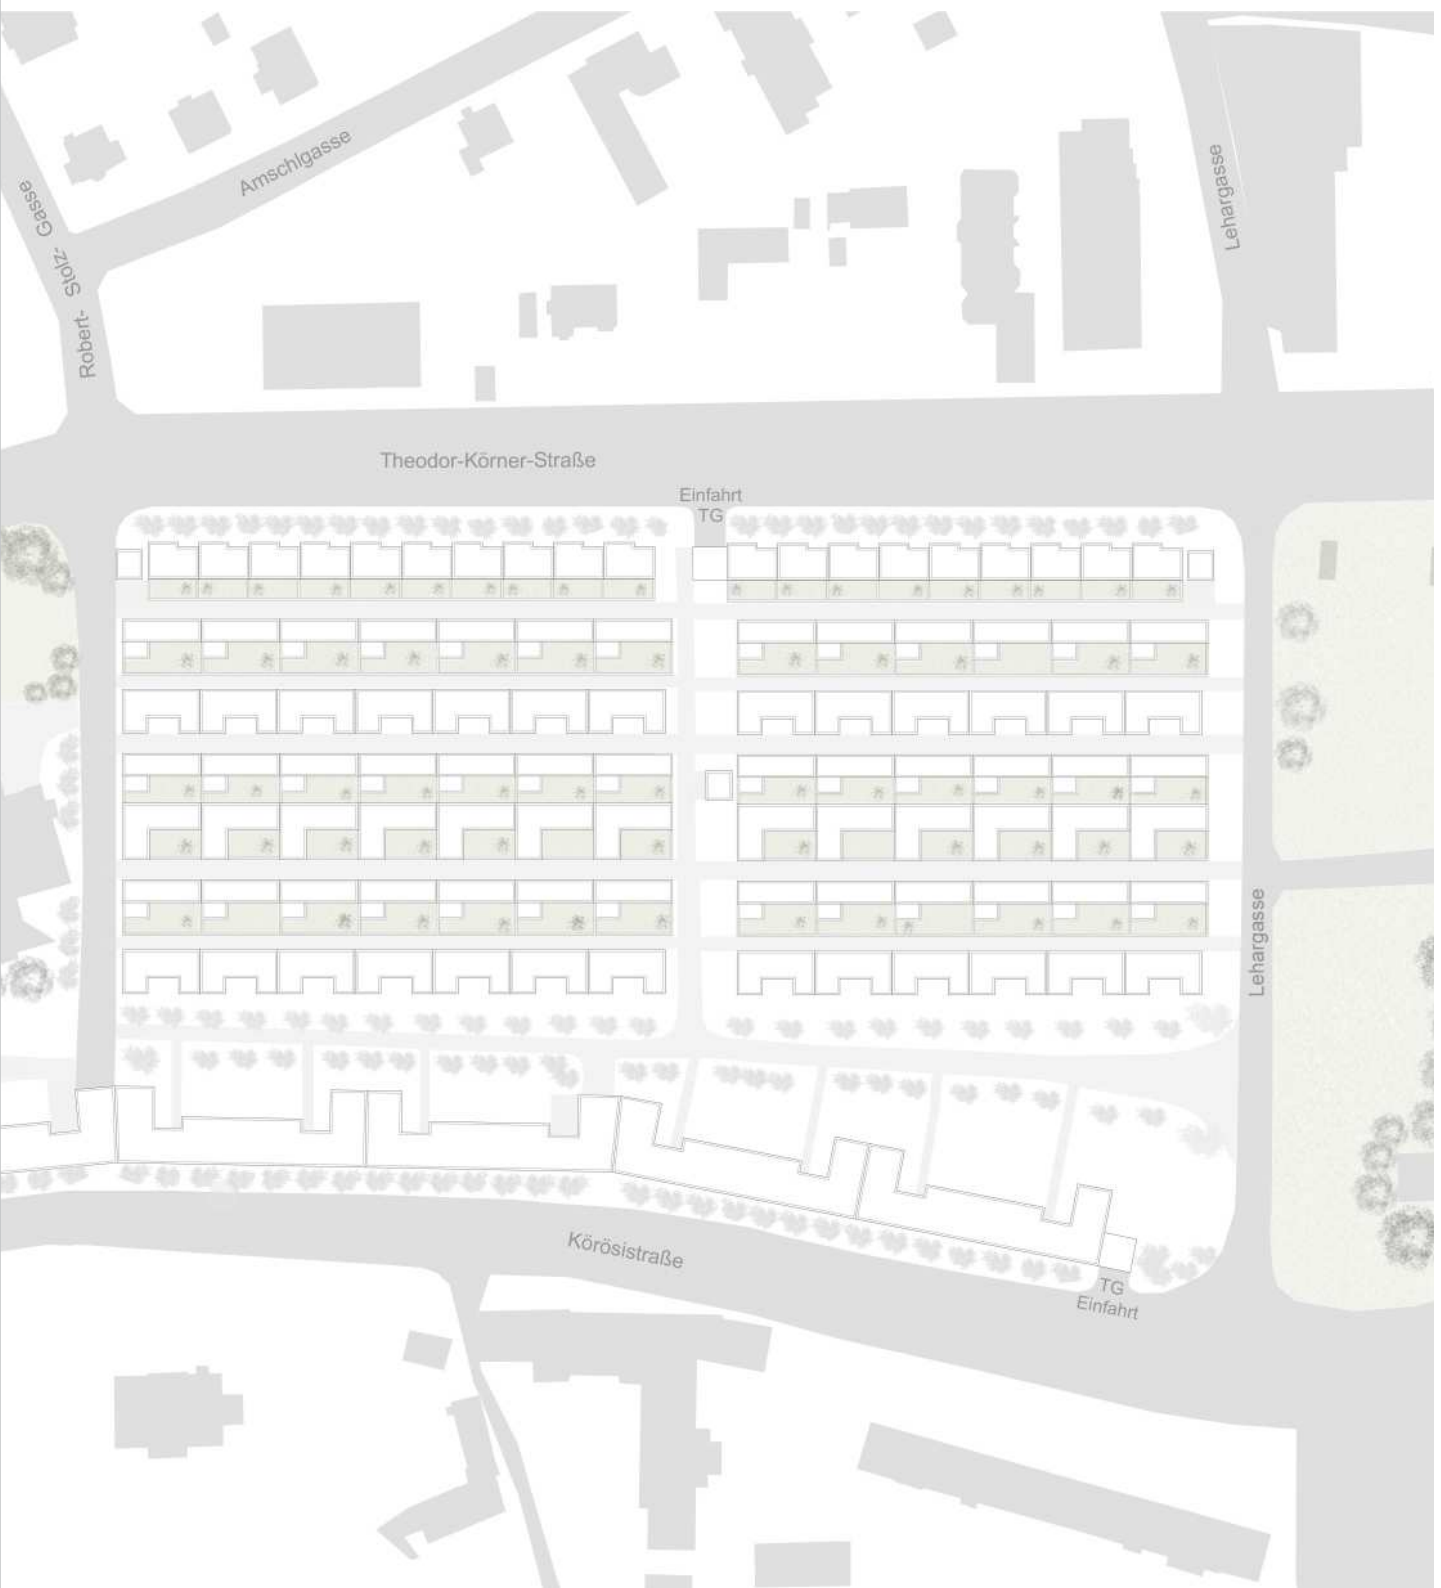 Amschlgasse
Lehargasse
Robert- Stolz- Gasse
Theodor-Körner-Straße
Einfahrt
TG
Lehargasse
Körösistraße
TG
Einfahrt